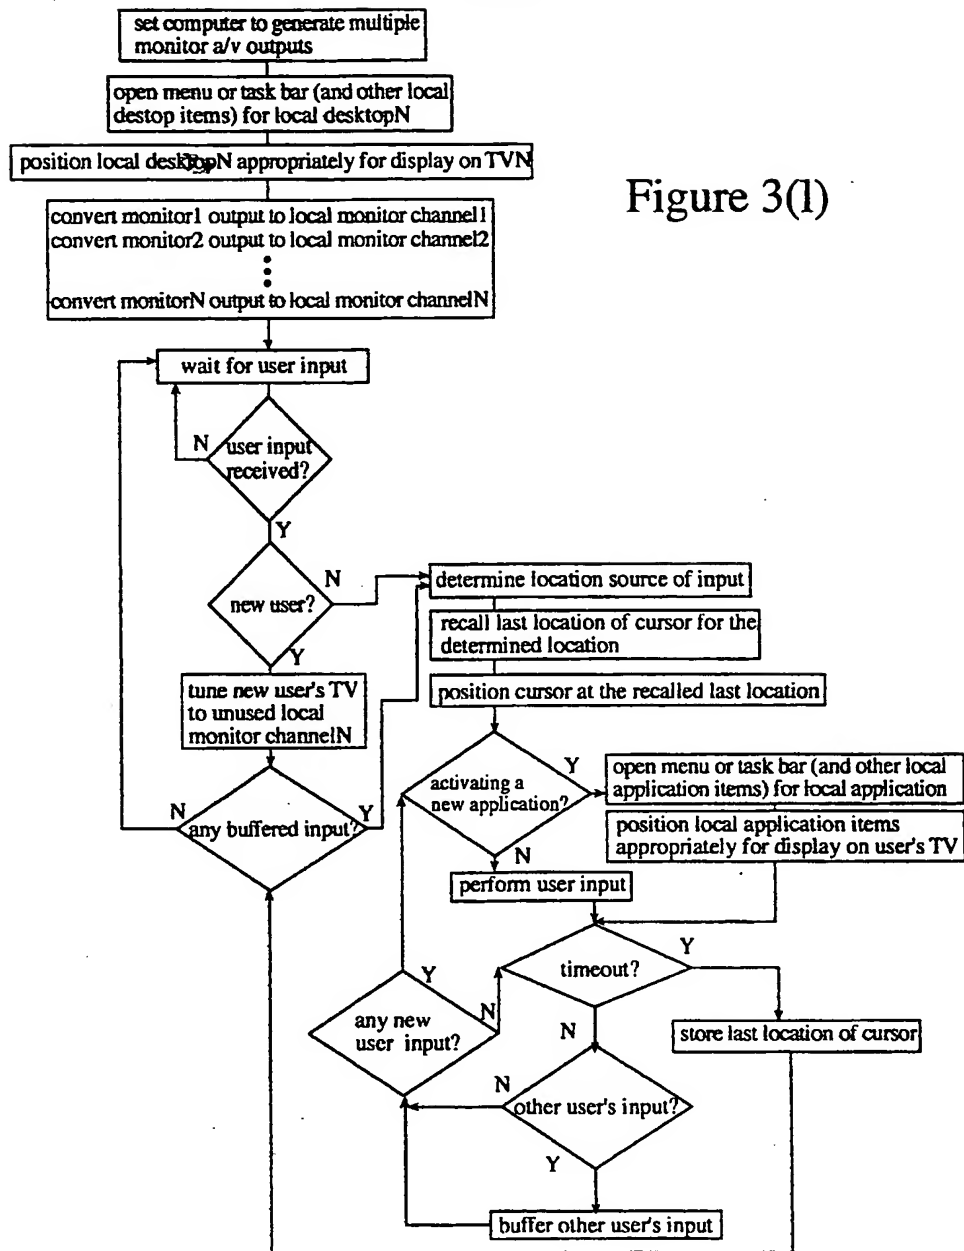 set computer to generate multiple
monitor a/v outputs
open menu or task bar (and other local
destop items) for local desktopN
position local desktopN appropriately for display on TVN
Figure 3(l)
convert monitor1 output to local monitor channel1
convert monitor2 output to local monitor channel2
convert monitorN output to local monitor channelN
wait for user input
N
user input
received?
Y
new user?
N
Y
determine location source of input
recall last location of cursor for the
determined location
position cursor at the recalled last location
tune new user's TV
to unused local
monitor channelN
N
any buffered input?
Y
activating a
new application?
Y
N
open menu or task bar (and other local
application items) for local application
position local application items
appropriately for display on user's TV
perform user input
timeout?
Y
N
any new
user input?
Y
N
store last location of cursor
other user's input?
N
Y
buffer other user's input